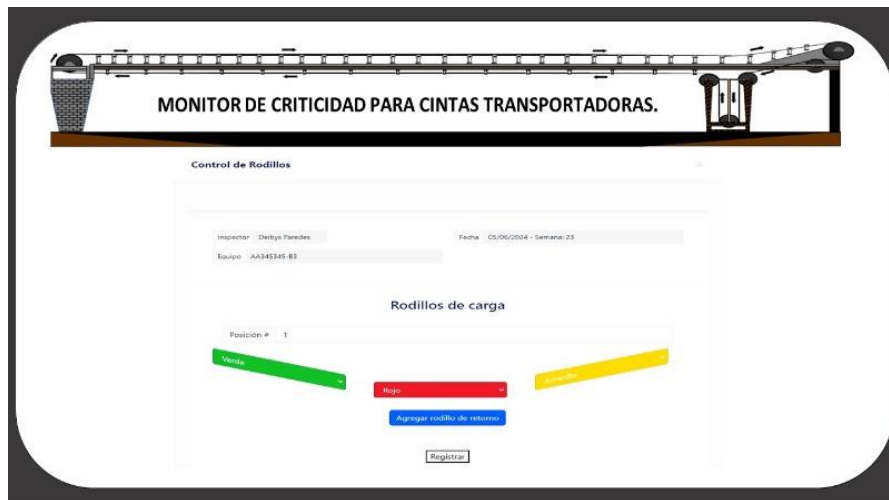 MONITOR DE CRITICIDAD PARA CINTAS TRANSPORTADORAS.
Control de Rodillos
Inspector Deibys Paredes Fecha 05/06/2024 - Semana: 23
Equipo AA345345-B3
Rodillos de carga
Posición # 1
Verde
Amarillo
Rojo
Agregar rodillo de retorno
Registrar